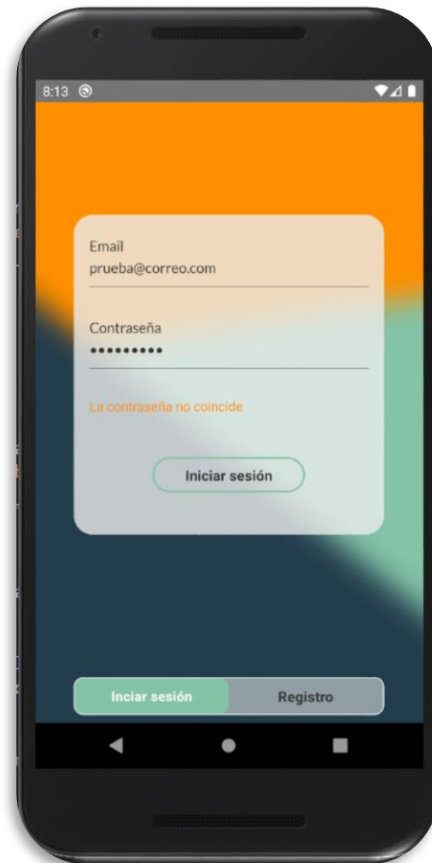 8:13
Email
prueba@correo.com
Contraseña
•••••••••
La contraseña no coincide
Iniciar sesión
Inciar sesión
Registro